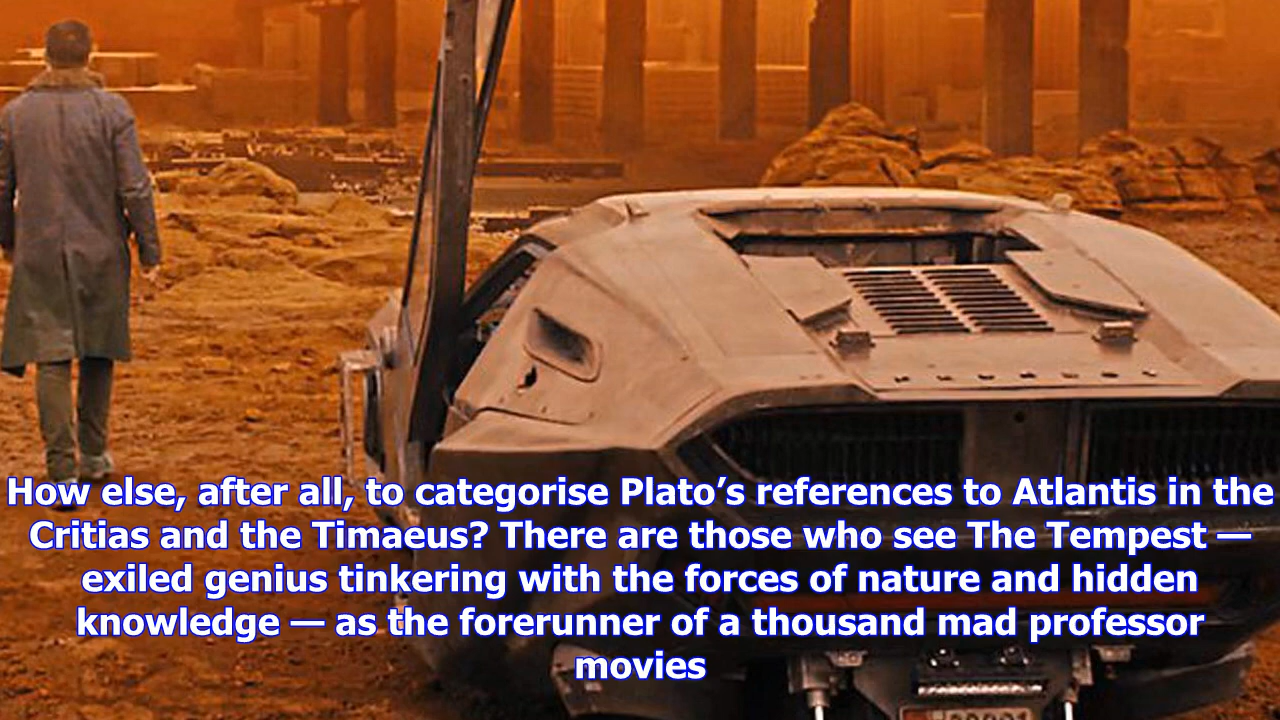 How else, after all, to categorise Plato’s references to Atlantis in the
Critias and the Timaeus? There are those who see The Tempest —
exiled genius tinkering with the forces of nature and hidden
knowledge — as the forerunner of a thousand mad professor
movies